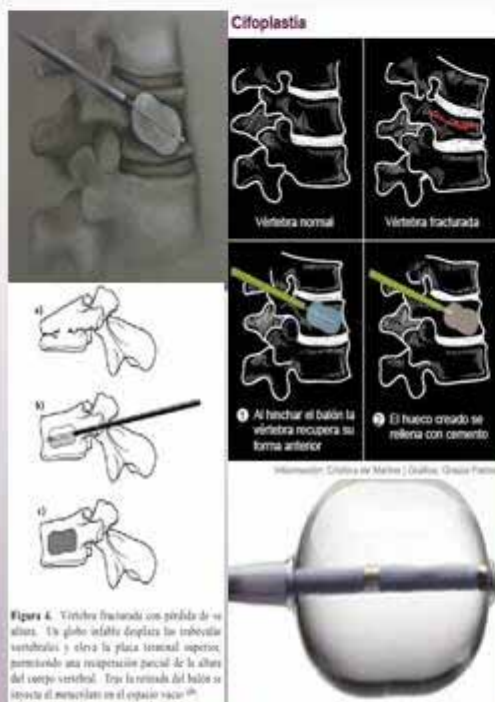 Cifoplastia
Vértebra normal
Vértebra fracturada
1 Al hinchar el balón la
vértebra recupera su
forma anterior
2 El hueco creado se
rellena con cemento
Información: Cristina de Martos | Gráfico:
a)
b)
c)
Figura 4. Vértebra fracturada con pérdida de su
altura. Un globo inflable desplaza las trabéculas
vertebrales y eleva la placa terminal superior,
permitiendo una recuperación parcial de la altura
del cuerpo vertebral. Tras la retirada del balón se
inyecta el metacrilato en el espacio vacío